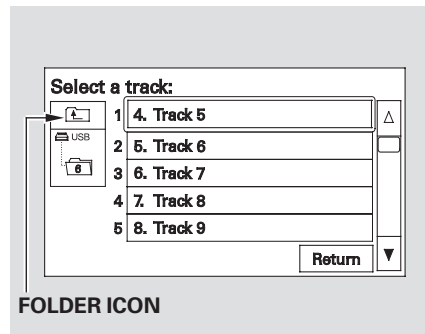 Select a track:
1 4. Track 5
USB
2 5. Track 6
6
3 6. Track 7
4 7. Track 8
5 8. Track 9
Return
FOLDER ICON